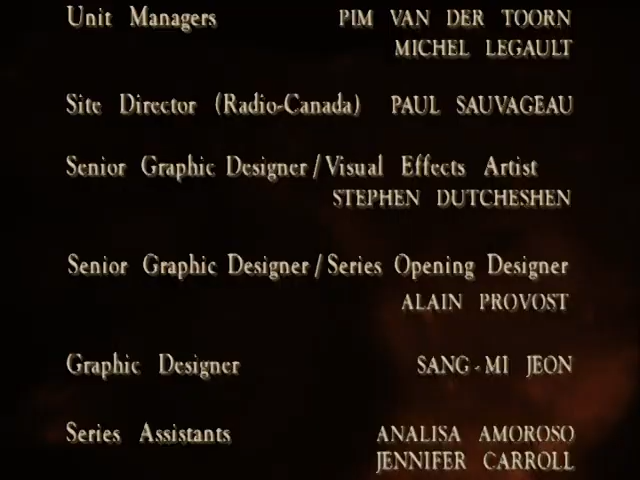 Unit Managers PIM VAN DER TOORN
MICHEL LEGAULT
Site Director (Radio-Canada) PAUL SAUVAGEAU
Senior Graphic Designer/Visual Effects Artist
STEPHEN DUTCHESHEN
Senior Graphic Designer/Series Opening Designer
ALAIN PROVOST
Graphic Designer SANG-MI JEON
Series Assistants ANALISA AMOROSO
JENNIFER CARROLL